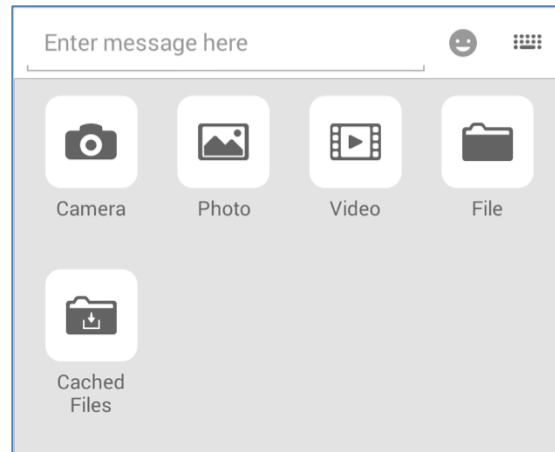 Enter message here
Camera
Photo
Video
File
Cached
Files